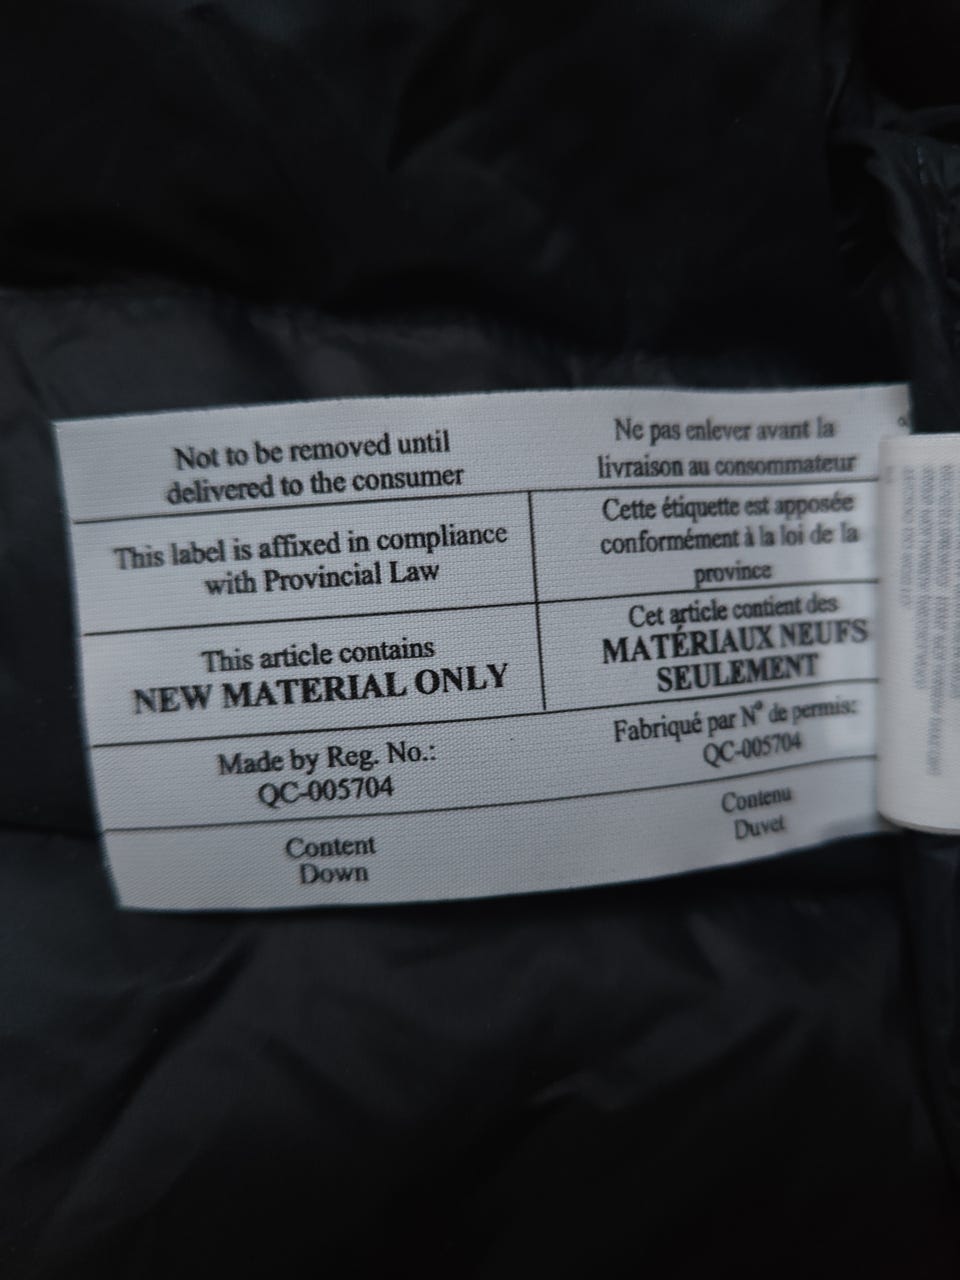 Not to be removed until
delivered to the consumer
Ne pas enlever avant la
livraison au consommateur
This label is affixed in compliance
with Provincial Law
Cette étiquette est apposée
conformément à la loi de la
province
This article contains
NEW MATERIAL ONLY
Cet article contient des
MATÉRIAUX NEUFS
SEULEMENT
Made by Reg. No.:
QC-005704
Fabriqué par N° de permis:
QC-005704
Content
Down
Contenu
Duvet